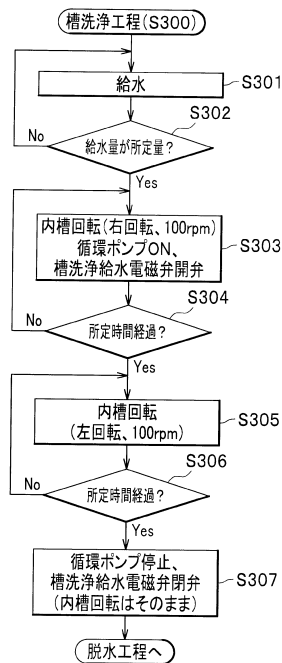 槽洗浄工程(S300)
給水
S301
S302
給水量が所定量?
No
Yes
内槽回転(右回転、100rpm)
循環ポンプON、
槽洗浄給水電磁弁開弁
S303
S304
所定時間経過?
No
Yes
内槽回転
(左回転、100rpm)
S305
S306
所定時間経過?
No
Yes
循環ポンプ停止、
槽洗浄給水電磁弁閉弁
(内槽回転はそのまま)
S307
脱水工程へ